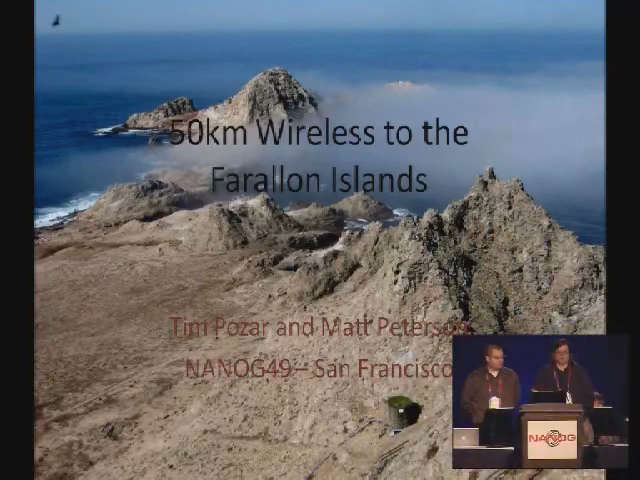 50km Wireless to the
Farallon Islands
Tim Pozar and Matt Peterson
NANOG49 – San Francisco
NANOG